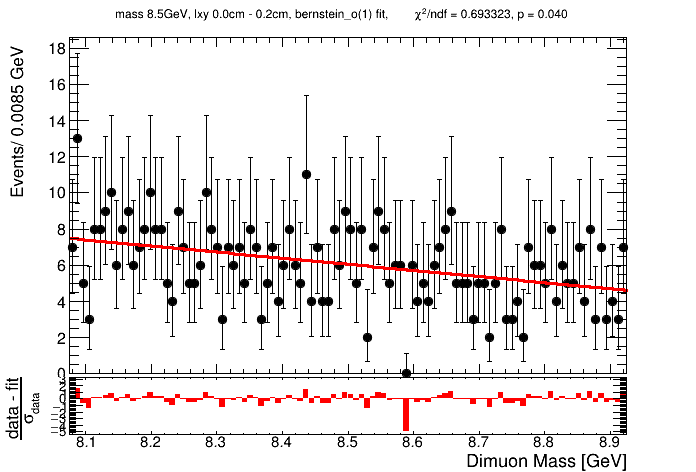 mass 8.5GeV, lxy 0.0cm - 0.2cm, bernstein_o(1) fit, χ²/ndf = 0.693323, p = 0.040
Events/ 0.0085 GeV
18
16
14
12
10
8
6
4
2
0
data - fit
σdata
8.1 8.2 8.3 8.4 8.5 8.6 8.7 8.8 8.9
Dimuon Mass [GeV]